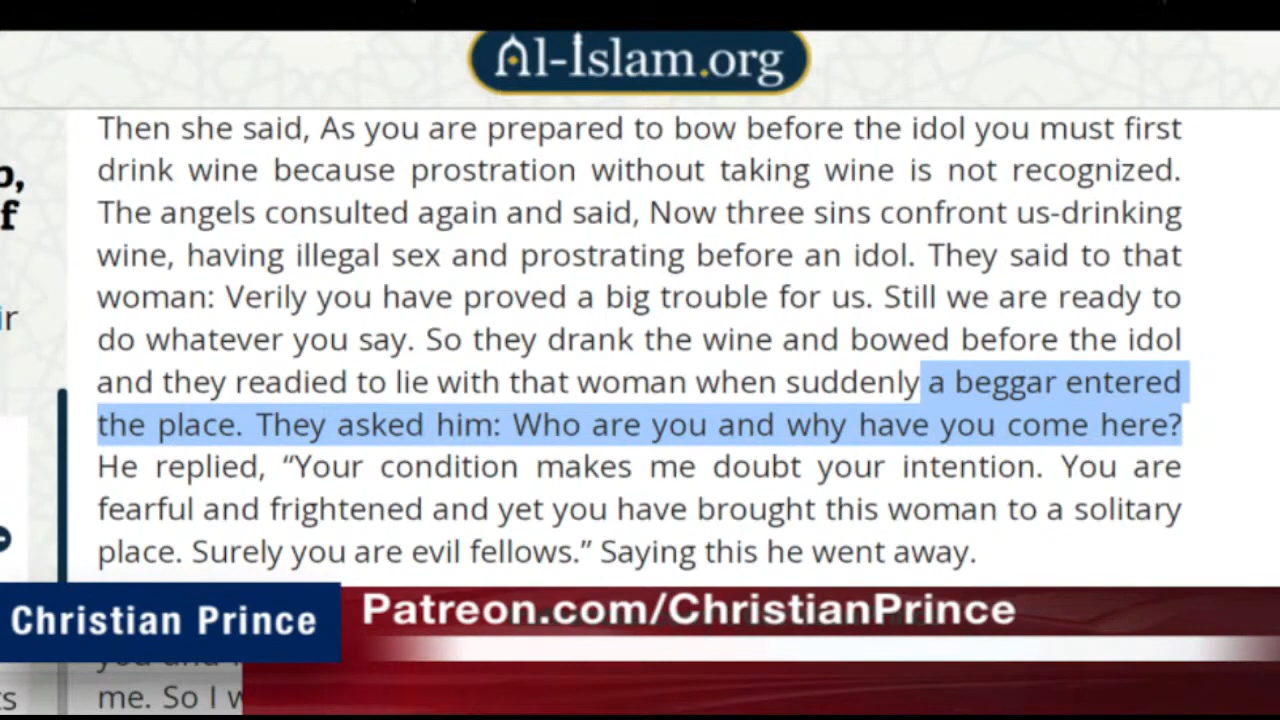 Al-Islam.org
Then she said, As you are prepared to bow before the idol you must first
drink wine because prostration without taking wine is not recognized.
The angels consulted again and said, Now three sins confront us-drinking
wine, having illegal sex and prostrating before an idol. They said to that
woman: Verily you have proved a big trouble for us. Still we are ready to
do whatever you say. So they drank the wine and bowed before the idol
and they readied to lie with that woman when suddenly a beggar entered
the place. They asked him: Who are you and why have you come here?
He replied, “Your condition makes me doubt your intention. You are
fearful and frightened and yet you have brought this woman to a solitary
place. Surely you are evil fellows.” Saying this he went away.
Christian Prince
Patreon.com/ChristianPrince
me. So I